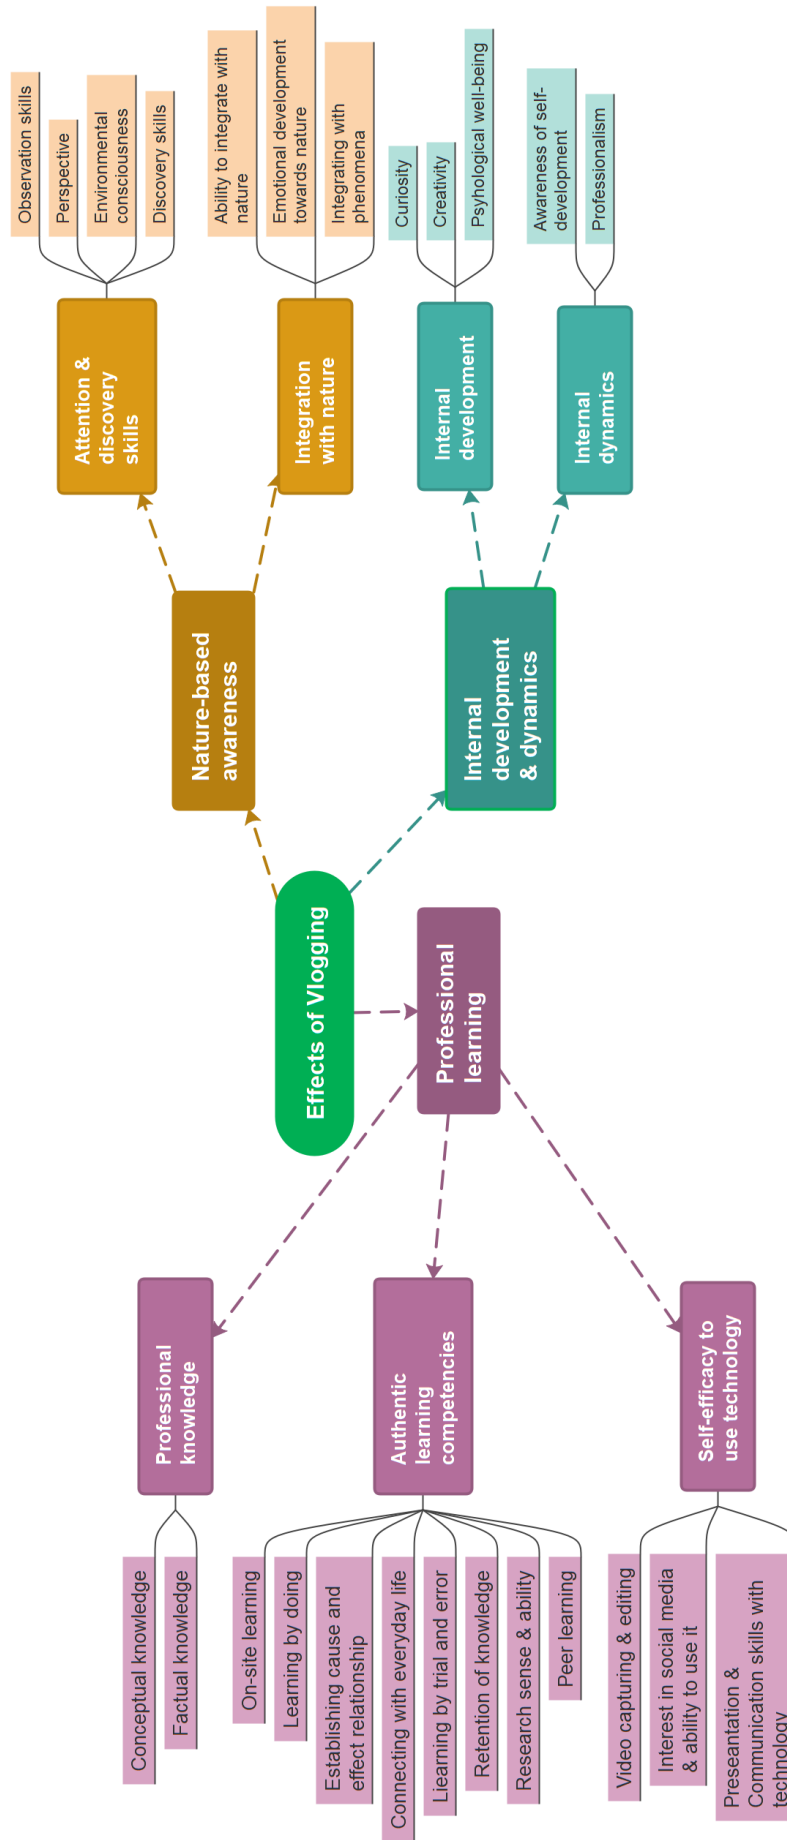 Effects of Vlogging
Nature-based
awareness
Attention &
discovery
skills
Observation skills
Perspective
Environmental
consciousness
Discovery skills
Integration
with nature
Ability to integrate with
nature
Emotional development
towards nature
Integrating with
phenomena
Internal
development
& dynamics
Internal
development
Curiosity
Creativity
Psyhological well-being
Internal
dynamics
Awareness of self-
development
Professionalism
Professional
learning
Professional
knowledge
Conceptual knowledge
Factual knowledge
Authentic
learning
competencies
On-site learning
Learning by doing
Establishing cause and
effect relationship
Connecting with everyday life
Liearning by trial and error
Retention of knowledge
Research sense & ability
Peer learning
Self-efficacy to
use technology
Video capturing & editing
Interest in social media
& ability to use it
Preseantation &
Communication skills with
technology